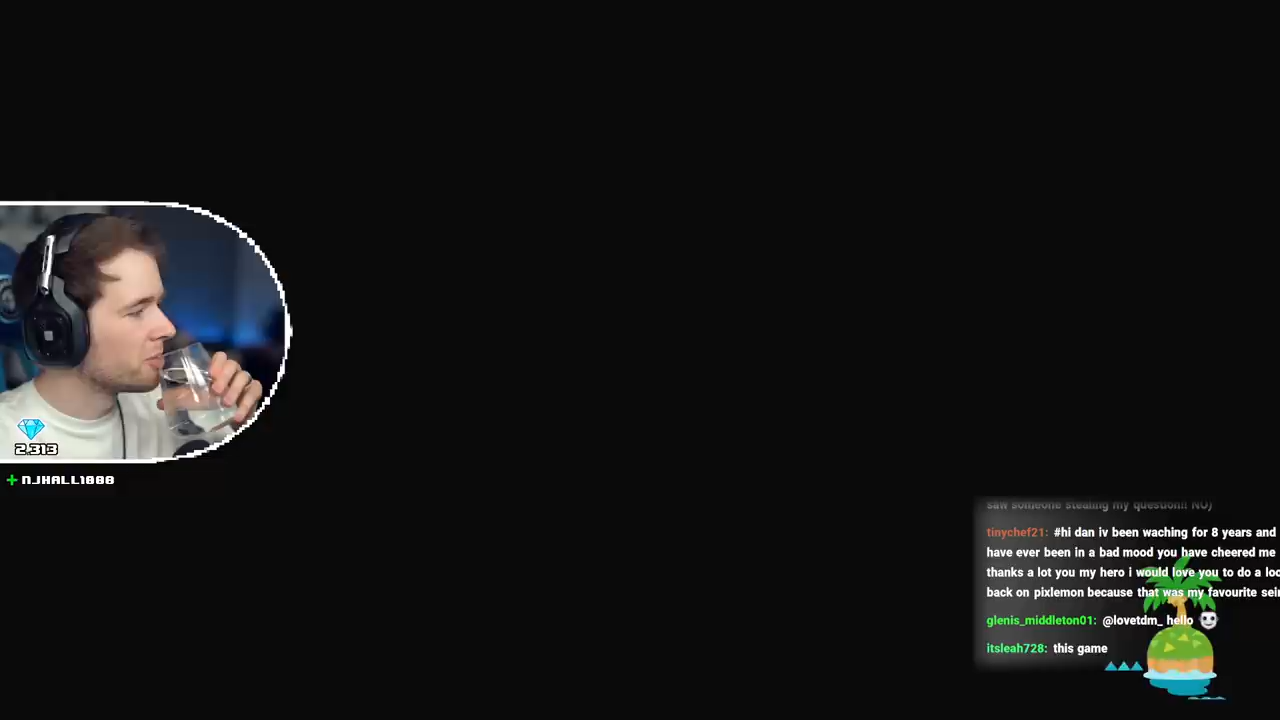 2,313
+ NJHALL1000
saw someone stealing my question!! NO)
tinychef21: #hi dan iv been waching for 8 years and
have ever been in a bad mood you have cheered me
thanks a lot you my hero i would love you to do a loo
back on pixlemon because that was my favourite sei
glenis_middleton01: @lovetdm_ hello
itsleah728: this game